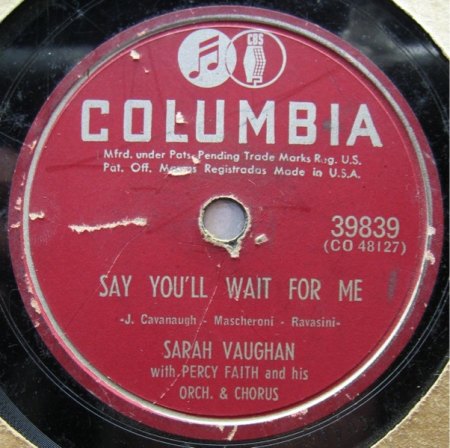 CBS
COLUMBIA
Mfrd. under Pats. Pending Trade Marks Reg. U.S.
Pat. Off. Marcas Registradas Made in U.S.A.
39839
(CO 48127)
SAY YOU'LL WAIT FOR ME
-J. Cavanaugh - Mascheroni - Ravasini-
SARAH VAUGHAN
with PERCY FAITH and his
ORCH. & CHORUS